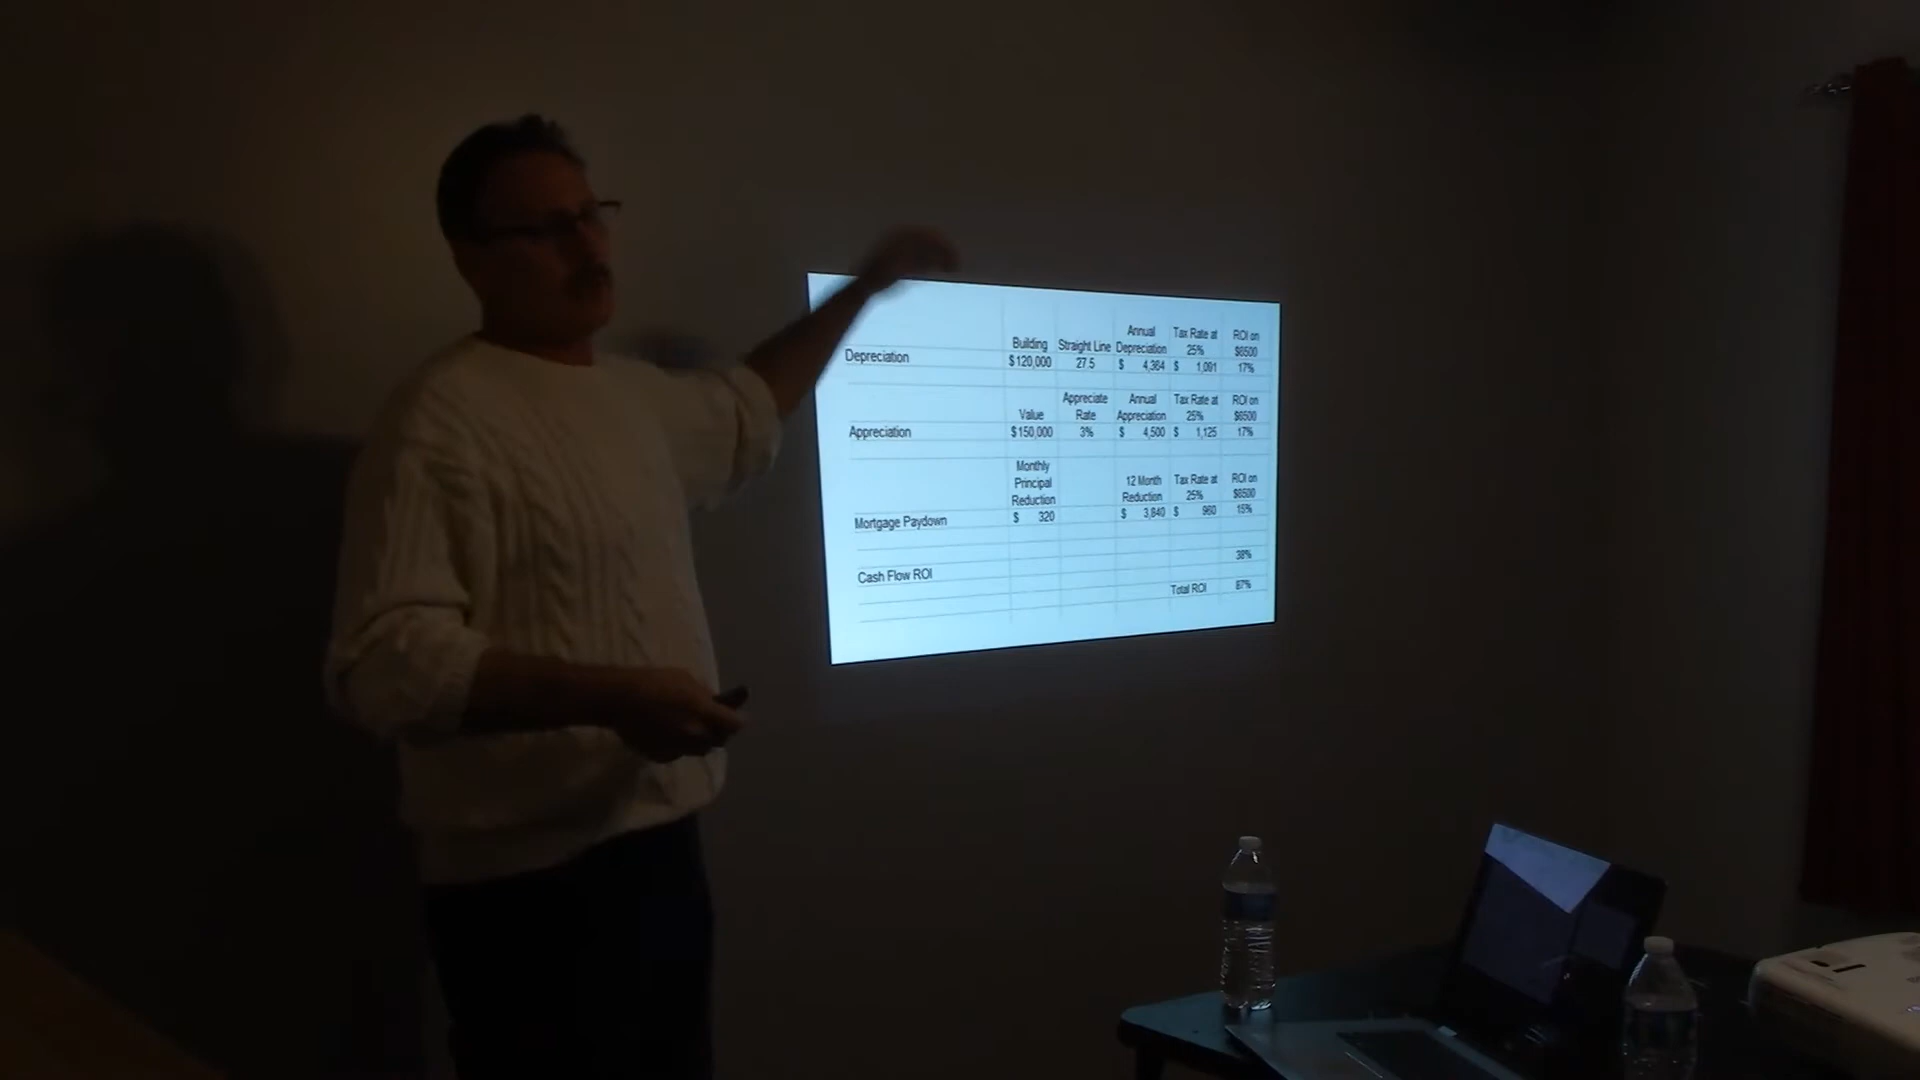 Annual Tax Rate at ROI on
Building Straight Line Depreciation 25% $6500
Depreciation $120,000 27.5 $ 4,364 $ 1,091 17%
Appreciate Annual Tax Rate at ROI on
Value Rate Appreciation 25% $6500
Appreciation $150,000 3% $ 4,500 $ 1,125 17%
Monthly
Principal 12 Month Tax Rate at ROI on
Reduction Reduction 25% $6500
Mortgage Paydown $ 320 $ 3,840 $ 960 15%
Cash Flow ROI 38%
Total ROI 87%